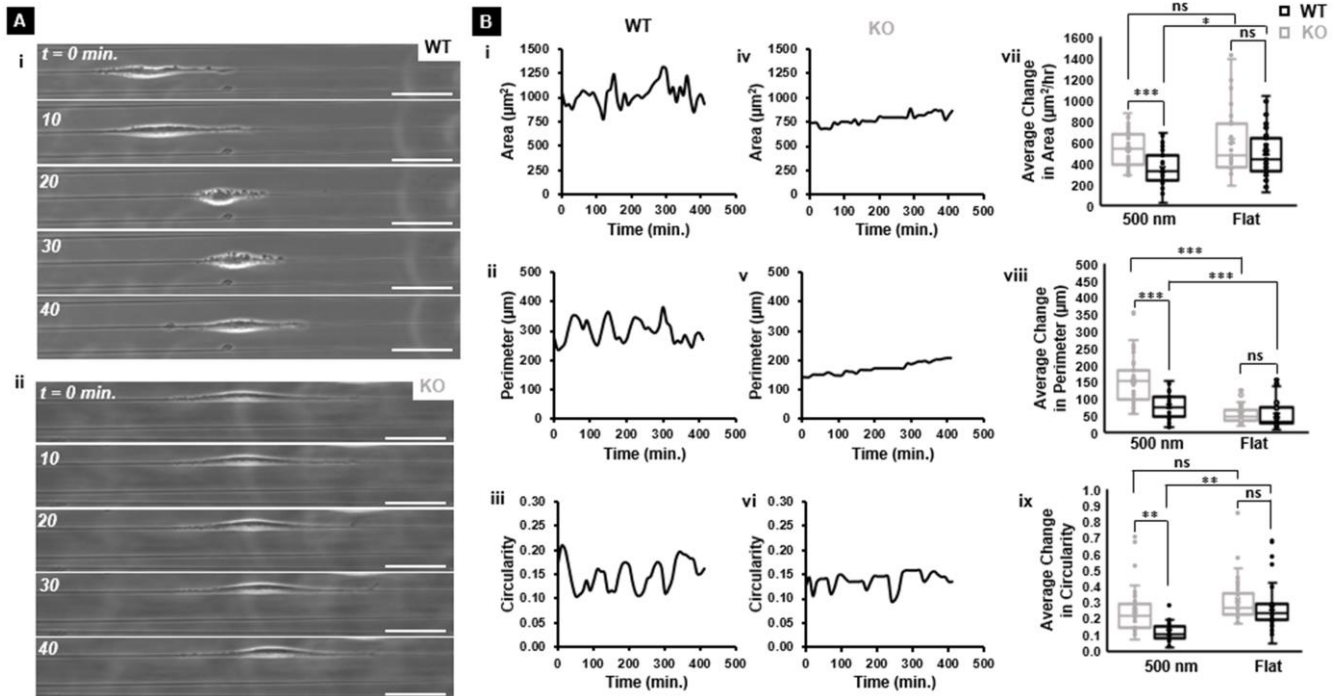 A
i
t = 0 min.
WT
10
20
30
40
ii
t = 0 min.
KO
10
20
30
40
B
WT
KO
i
1500
1250
1000
750
500
250
0
Area (µm²)
0 100 200 300 400 500
Time (min.)
iv
1500
1250
1000
750
500
250
0
Area (µm²)
0 100 200 300 400 500
Time (min.)
vii
ns
*
ns
***
WT
KO
1600
1400
1200
1000
800
600
400
200
0
Average Change
in Area (µm²/hr)
500 nm Flat
ii
500
400
300
200
100
0
Perimeter (µm)
0 100 200 300 400 500
Time (min.)
v
500
400
300
200
100
0
Perimeter (µm)
0 100 200 300 400 500
Time (min.)
viii
***
***
***
ns
500
450
400
350
300
250
200
150
100
50
0
Average Change
in Perimeter (µm)
500 nm Flat
iii
0.30
0.25
0.20
0.15
0.10
0.05
0.00
Circularity
0 100 200 300 400 500
Time (min.)
vi
0.30
0.25
0.20
0.15
0.10
0.05
0.00
Circularity
0 100 200 300 400 500
Time (min.)
ix
ns
**
ns
**
1.0
0.9
0.8
0.7
0.6
0.5
0.4
0.3
0.2
0.1
0.0
Average Change
in Circularity
500 nm Flat